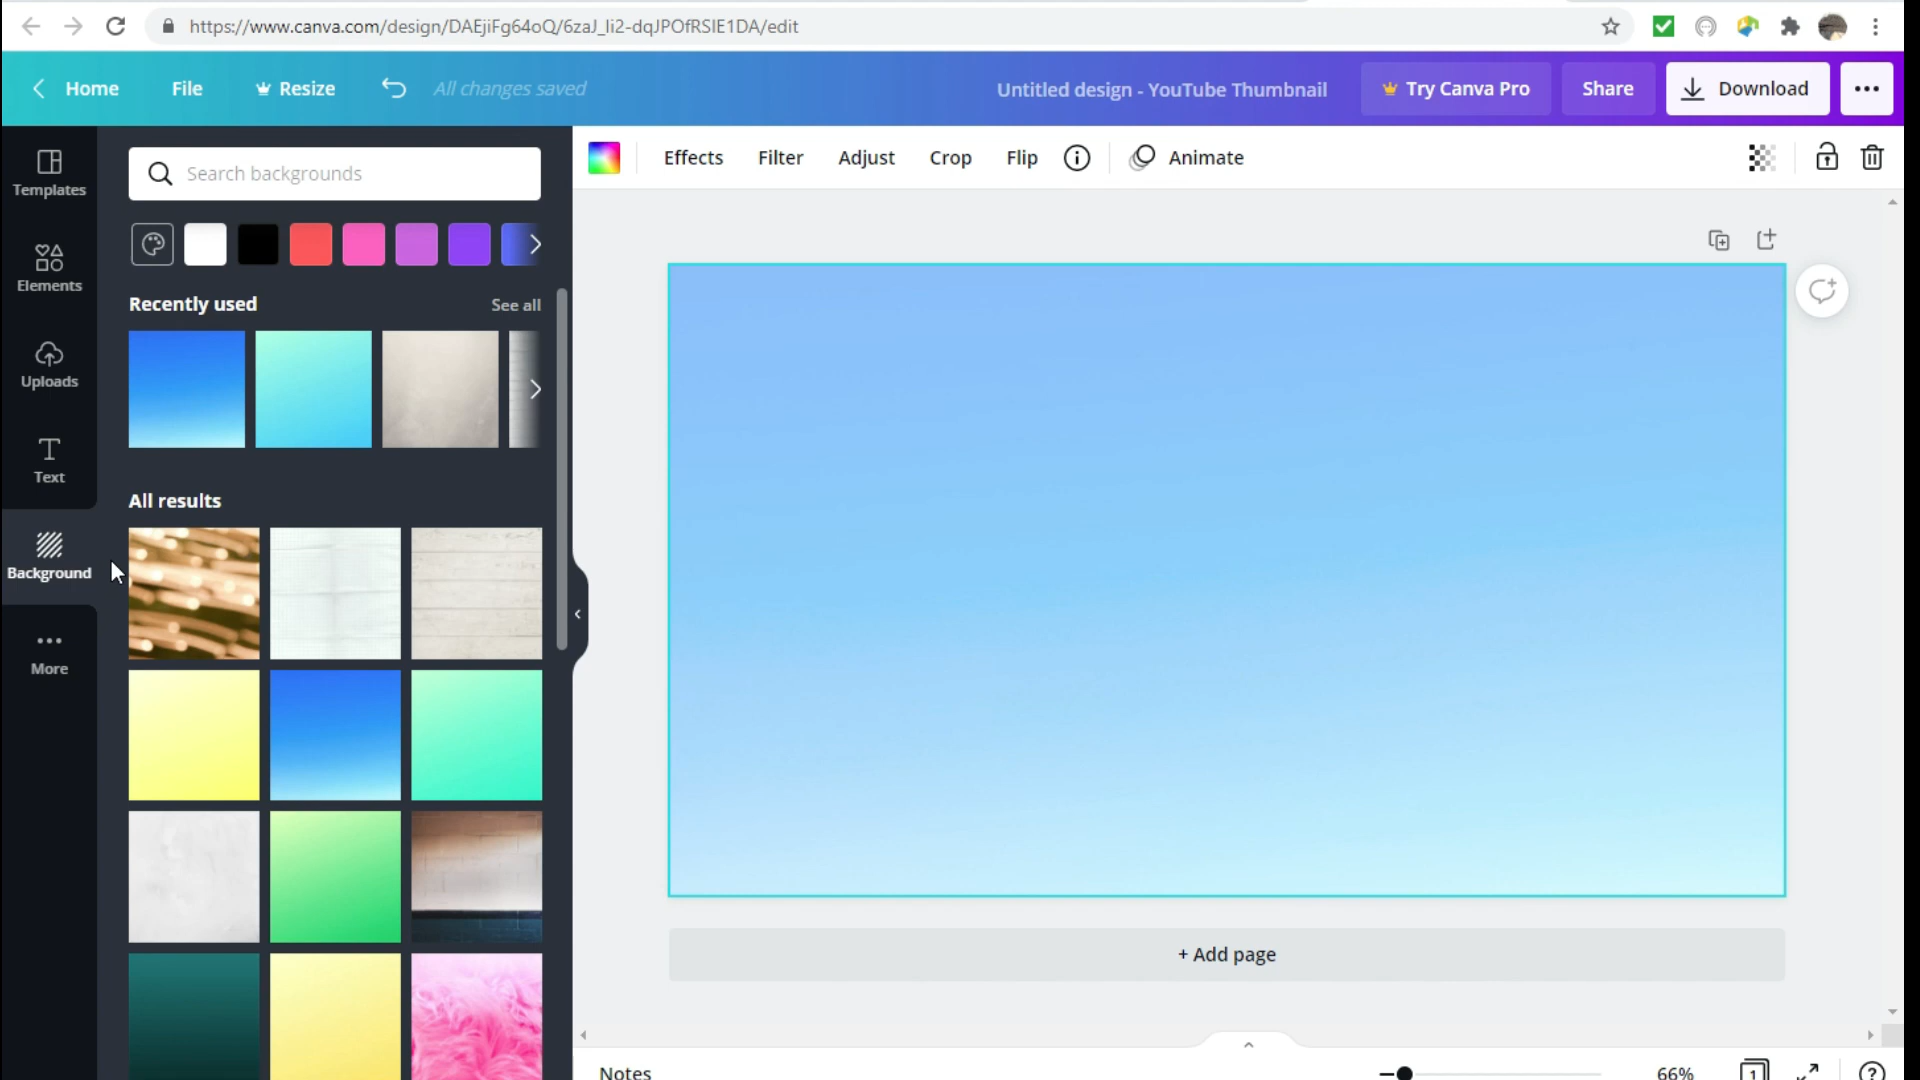 https://www.canva.com/design/DAEjiFg64oQ/6zaJ_li2-dqJPOfRSIE1DA/edit
Home File Resize All changes saved Untitled design - YouTube Thumbnail Try Canva Pro Share Download
Templates
Elements
Uploads
Text
Background
More
Search backgrounds
Recently used See all
All results
Effects Filter Adjust Crop Flip Animate
+ Add page
Notes 66% 1 ?